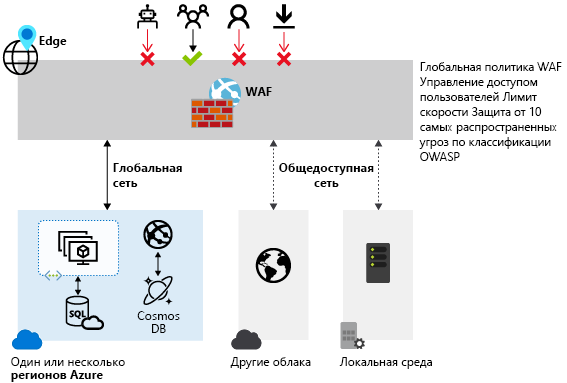 Edge
WAF
Глобальная политика WAF
Управление доступом
пользователей Лимит
скорости Защита от 10
самых распространенных
угроз по классификации
OWASP
Глобальная
сеть
Общедоступная
сеть
SQL
Cosmos
DB
Один или несколько
регионов Azure
Другие облака
Локальная среда